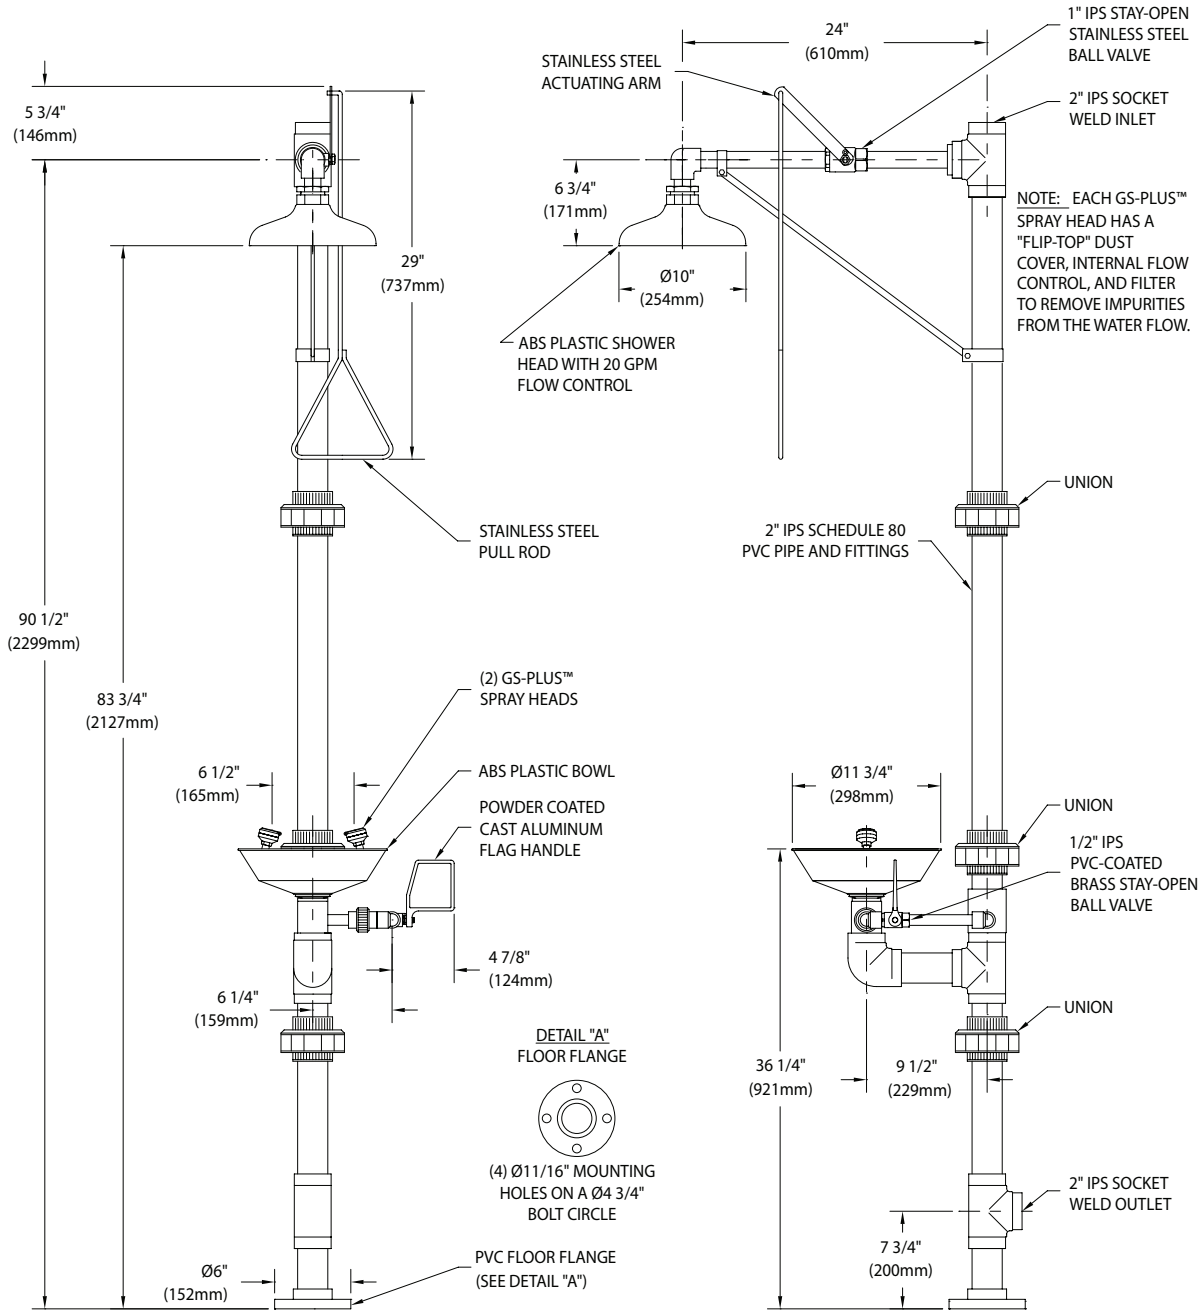 24"
(610mm)
1" IPS STAY-OPEN
STAINLESS STEEL
BALL VALVE
STAINLESS STEEL
ACTUATING ARM
2" IPS SOCKET
WELD INLET
5 3/4"
(146mm)
6 3/4"
(171mm)
NOTE: EACH GS-PLUS™
SPRAY HEAD HAS A
"FLIP-TOP" DUST
COVER, INTERNAL FLOW
CONTROL, AND FILTER
TO REMOVE IMPURITIES
FROM THE WATER FLOW.
29"
(737mm)
Ø10"
(254mm)
ABS PLASTIC SHOWER
HEAD WITH 20 GPM
FLOW CONTROL
UNION
STAINLESS STEEL
PULL ROD
2" IPS SCHEDULE 80
PVC PIPE AND FITTINGS
90 1/2"
(2299mm)
83 3/4"
(2127mm)
(2) GS-PLUS™
SPRAY HEADS
6 1/2"
(165mm)
ABS PLASTIC BOWL
Ø11 3/4"
(298mm)
POWDER COATED
CAST ALUMINUM
FLAG HANDLE
UNION
1/2" IPS
PVC-COATED
BRASS STAY-OPEN
BALL VALVE
4 7/8"
(124mm)
6 1/4"
(159mm)
UNION
DETAIL "A"
FLOOR FLANGE
36 1/4"
(921mm)
9 1/2"
(229mm)
(4) Ø11/16" MOUNTING
HOLES ON A Ø4 3/4"
BOLT CIRCLE
2" IPS SOCKET
WELD OUTLET
7 3/4"
(200mm)
Ø6"
(152mm)
PVC FLOOR FLANGE
(SEE DETAIL "A")